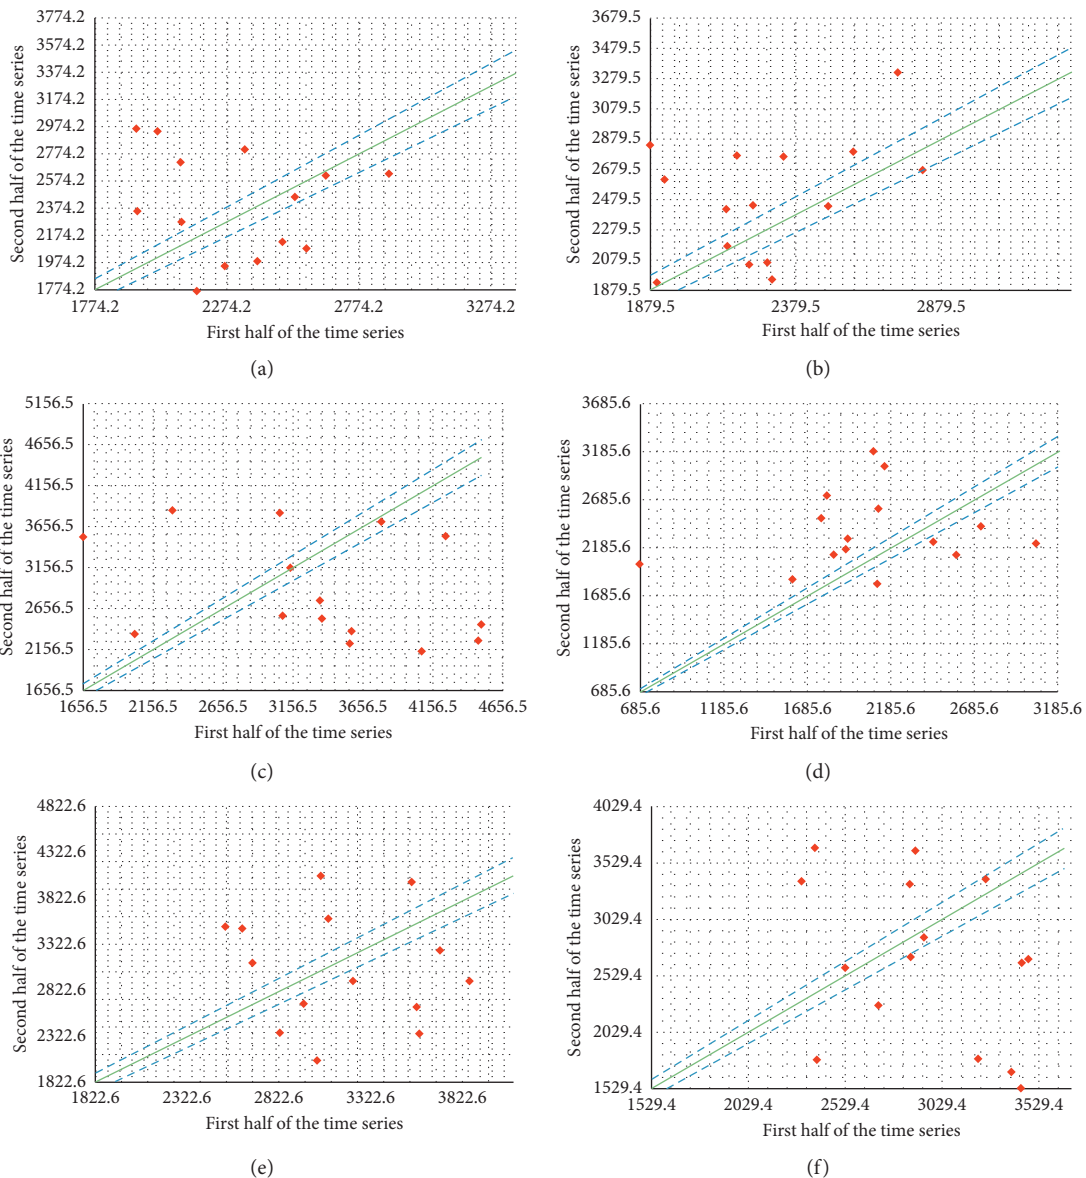 3774.2
3574.2
3374.2
3174.2
2974.2
2774.2
2574.2
2374.2
2174.2
1974.2
1774.2
Second half of the time series
1774.2 2274.2 2774.2 3274.2
First half of the time series
(a)
3679.5
3479.5
3279.5
3079.5
2879.5
2679.5
2479.5
2279.5
2079.5
1879.5
Second half of the time series
1879.5 2379.5 2879.5
First half of the time series
(b)
5156.5
4656.5
4156.5
3656.5
3156.5
2656.5
2156.5
1656.5
Second half of the time series
1656.5 2156.5 2656.5 3156.5 3656.5 4156.5 4656.5
First half of the time series
(c)
3685.6
3185.6
2685.6
2185.6
1685.6
1185.6
685.6
Second half of the time series
685.6 1185.6 1685.6 2185.6 2685.6 3185.6
First half of the time series
(d)
4822.6
4322.6
3822.6
3322.6
2822.6
2322.6
1822.6
Second half of the time series
1822.6 2322.6 2822.6 3322.6 3822.6
First half of the time series
(e)
4029.4
3529.4
3029.4
2529.4
2029.4
1529.4
Second half of the time series
1529.4 2029.4 2529.4 3029.4 3529.4
First half of the time series
(f)